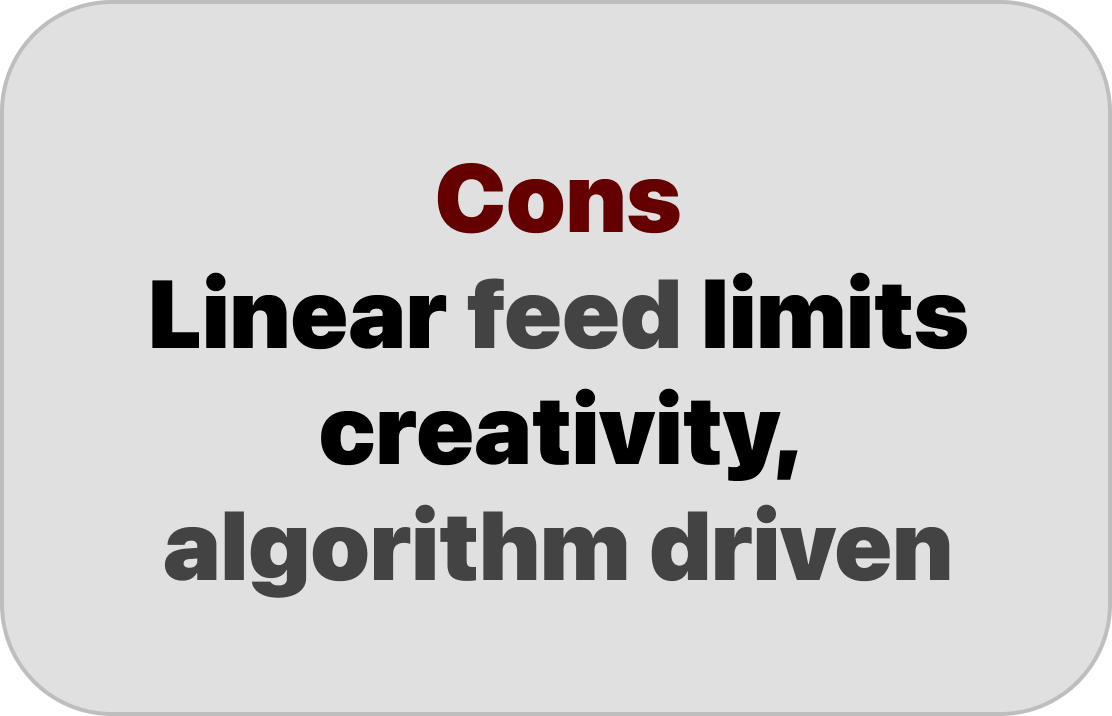 Cons
Linear feed limits
creativity,
algorithm driven